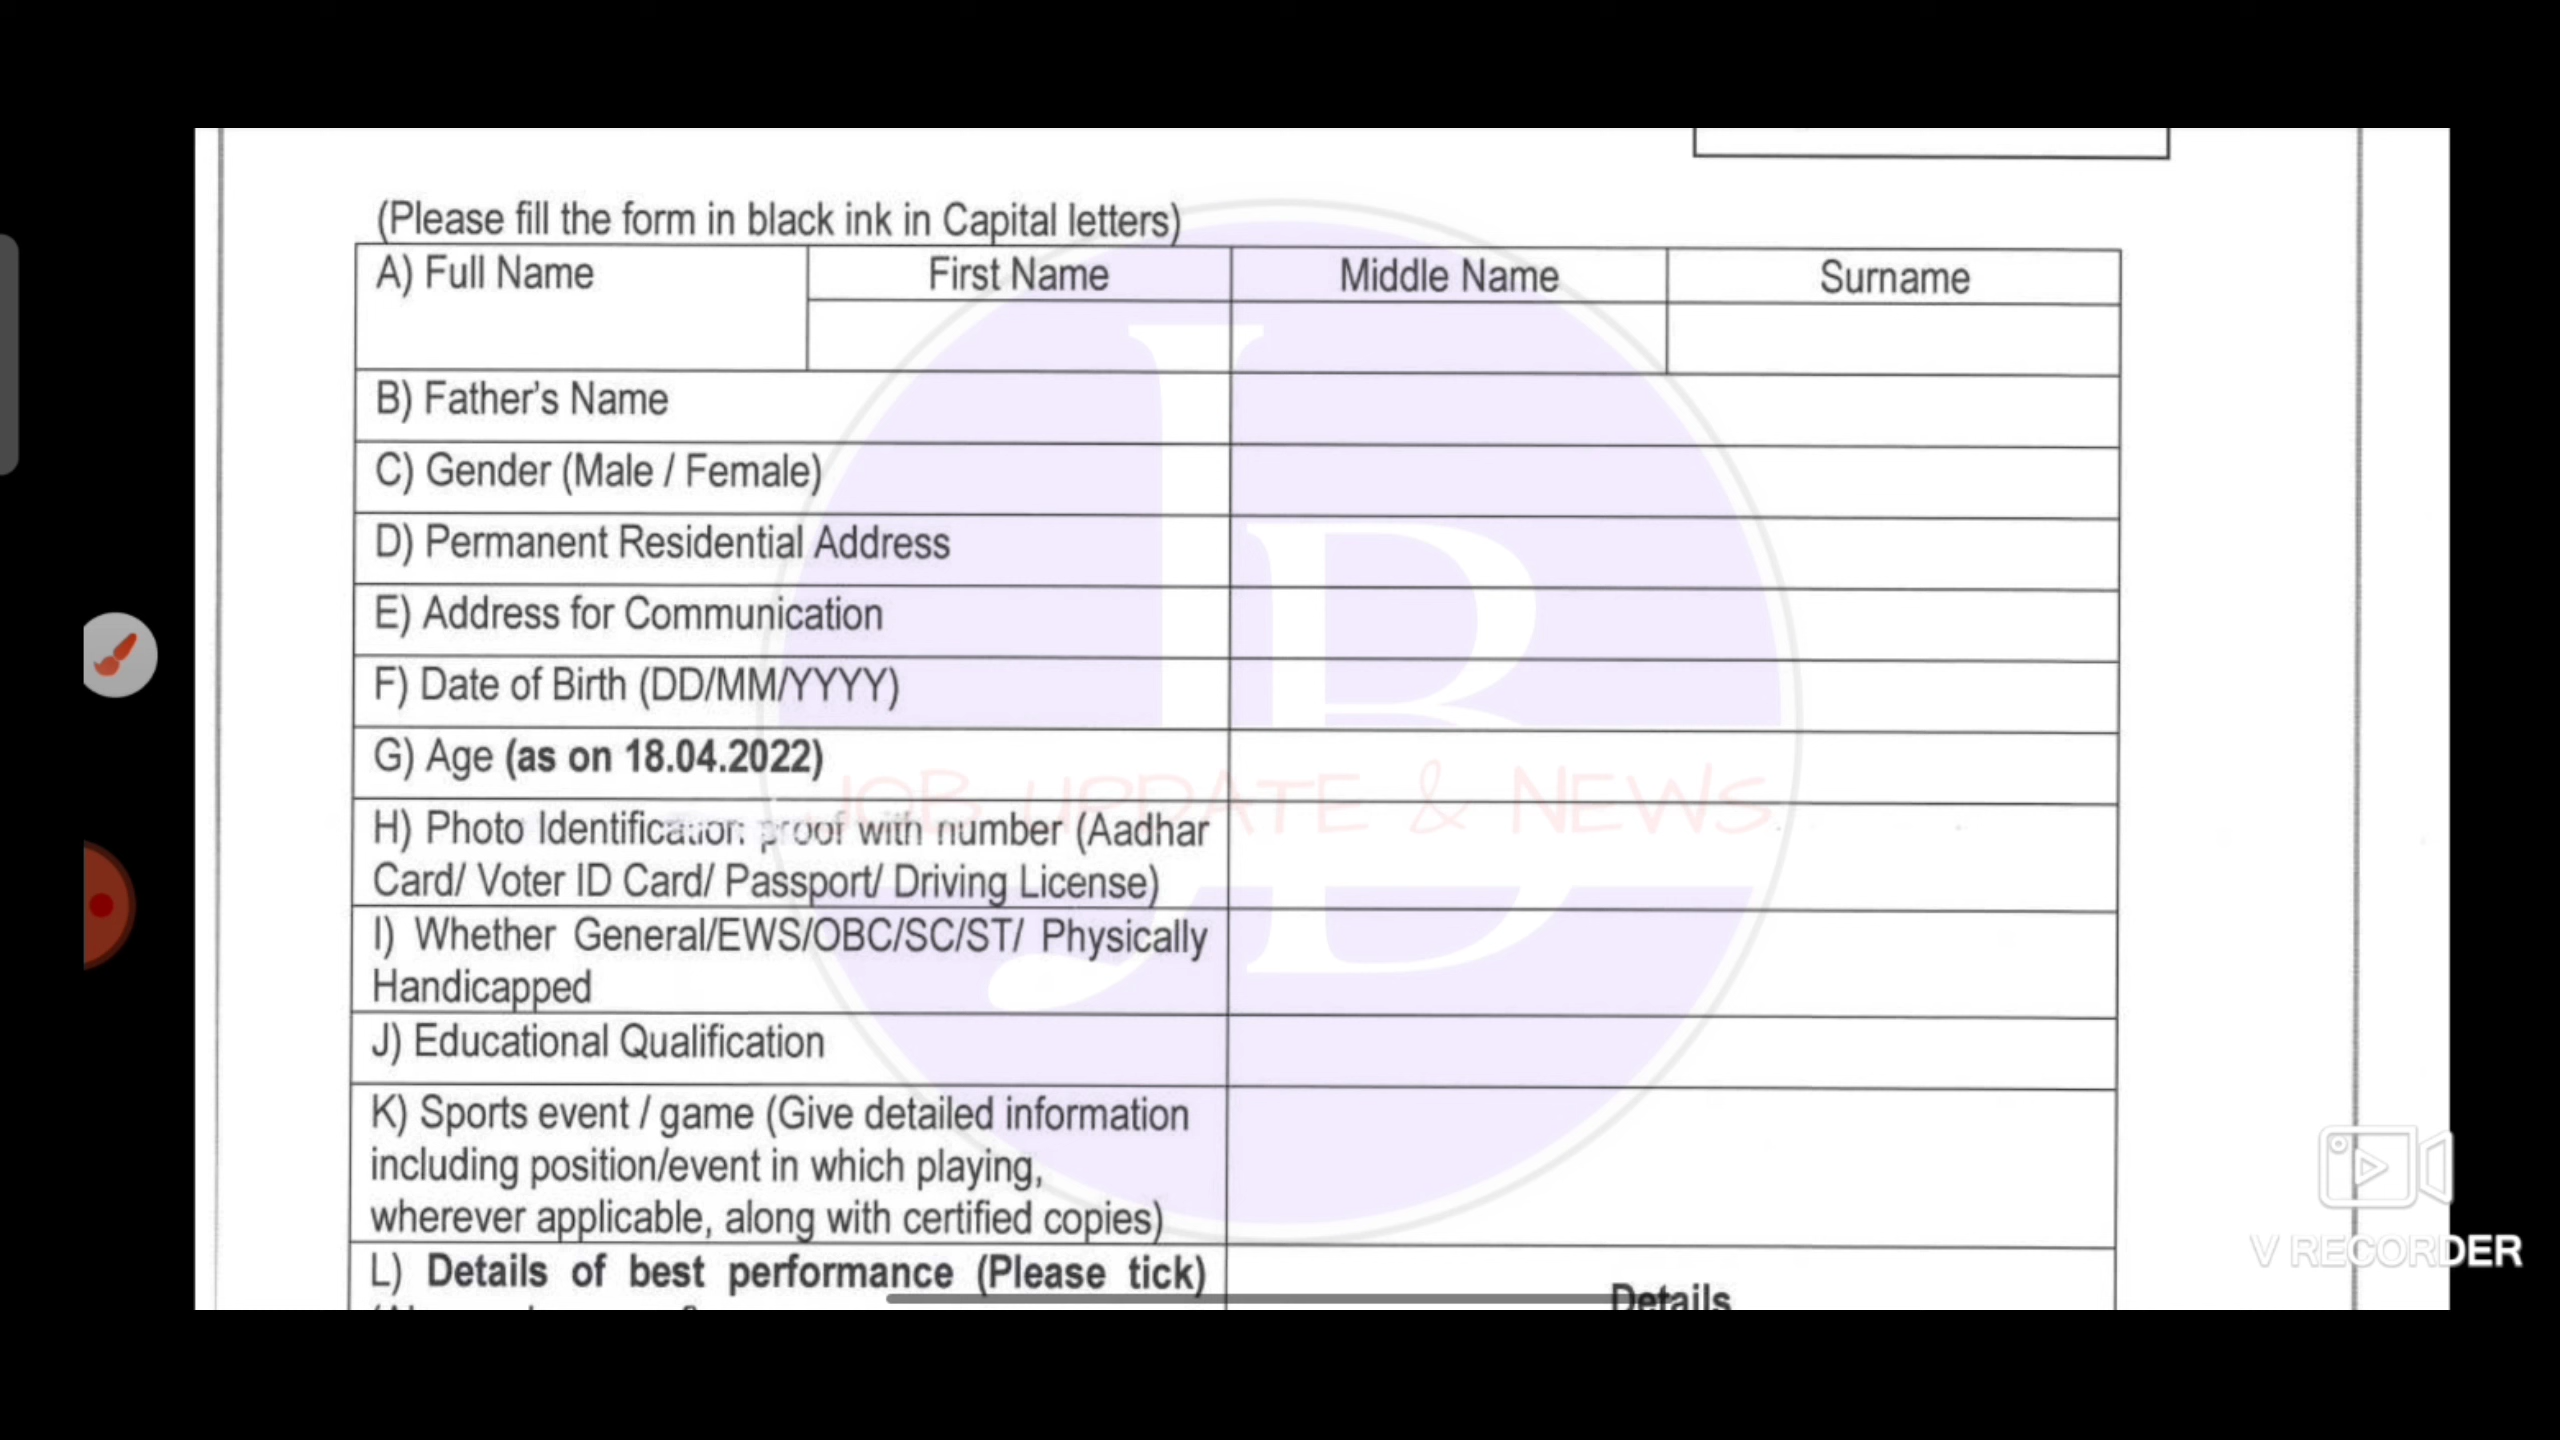 (Please fill the form in black ink in Capital letters)
A) Full Name
First Name
Middle Name
Surname
B) Father's Name
C) Gender (Male / Female)
D) Permanent Residential Address
E) Address for Communication
F) Date of Birth (DD/MM/YYYY)
G) Age (as on 18.04.2022)
JOB UPDATE & NEWS
H) Photo Identification proof with number (Aadhar
Card/ Voter ID Card/ Passport/ Driving License)
I) Whether General/EWS/OBC/SC/ST/ Physically
Handicapped
J) Educational Qualification
K) Sports event / game (Give detailed information
including position/event in which playing,
wherever applicable, along with certified copies)
L) Details of best performance (Please tick)
Details
JB
V RECORDER